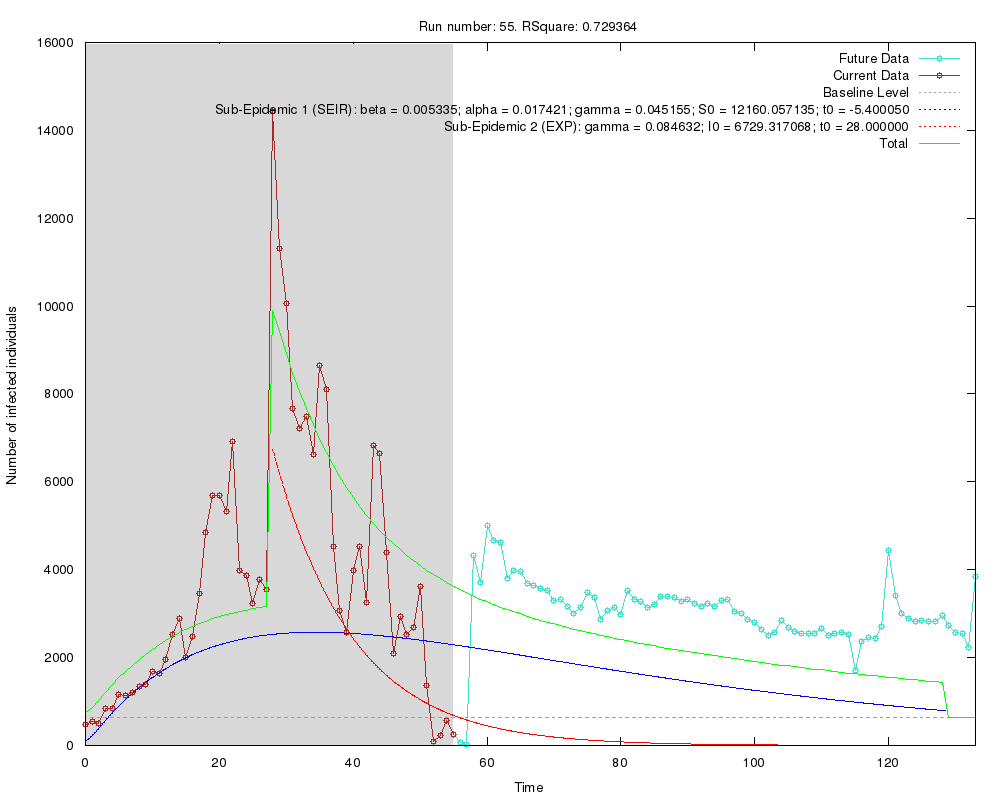 Run number: 55. RSquare: 0.729364
Future Data
Current Data
Baseline Level
Sub-Epidemic 1 (SEIR): beta = 0.005335; alpha = 0.017421; gamma = 0.045155; S0 = 12160.057135; t0 = -5.400050
Sub-Epidemic 2 (EXP): gamma = 0.084632; I0 = 6729.317068; t0 = 28.000000
Total
16000
14000
12000
10000
8000
6000
4000
2000
0
Number of infected individuals
0 20 40 60 80 100 120
Time